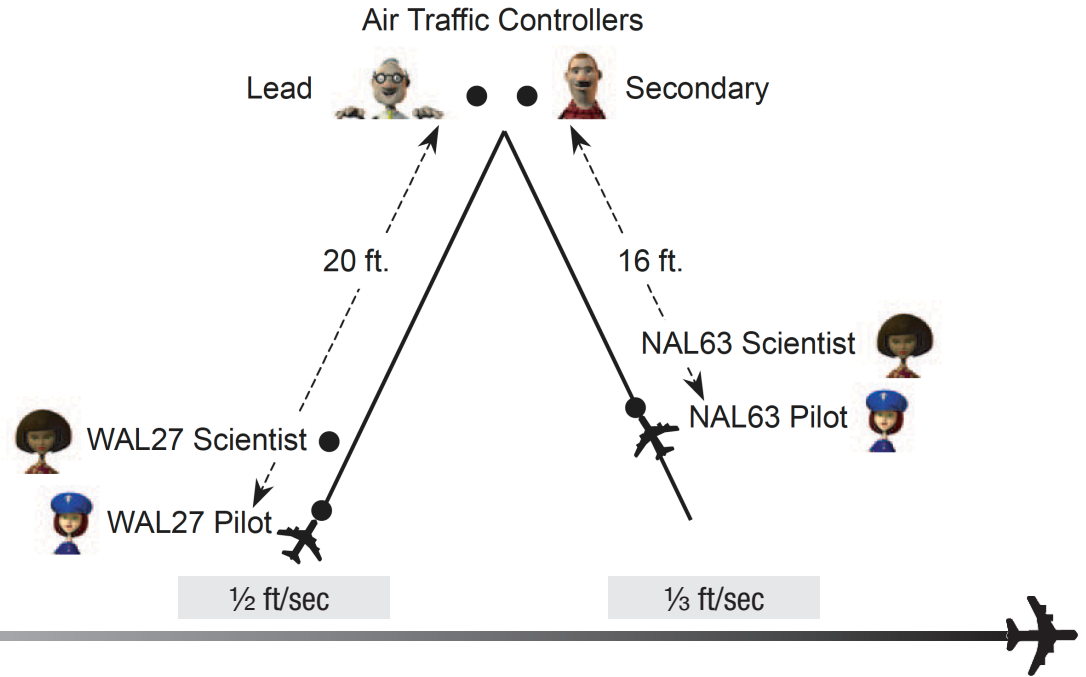 Air Traffic Controllers
Lead
Secondary
20 ft.
16 ft.
NAL63 Scientist
NAL63 Pilot
WAL27 Scientist
WAL27 Pilot
½ ft/sec
⅓ ft/sec